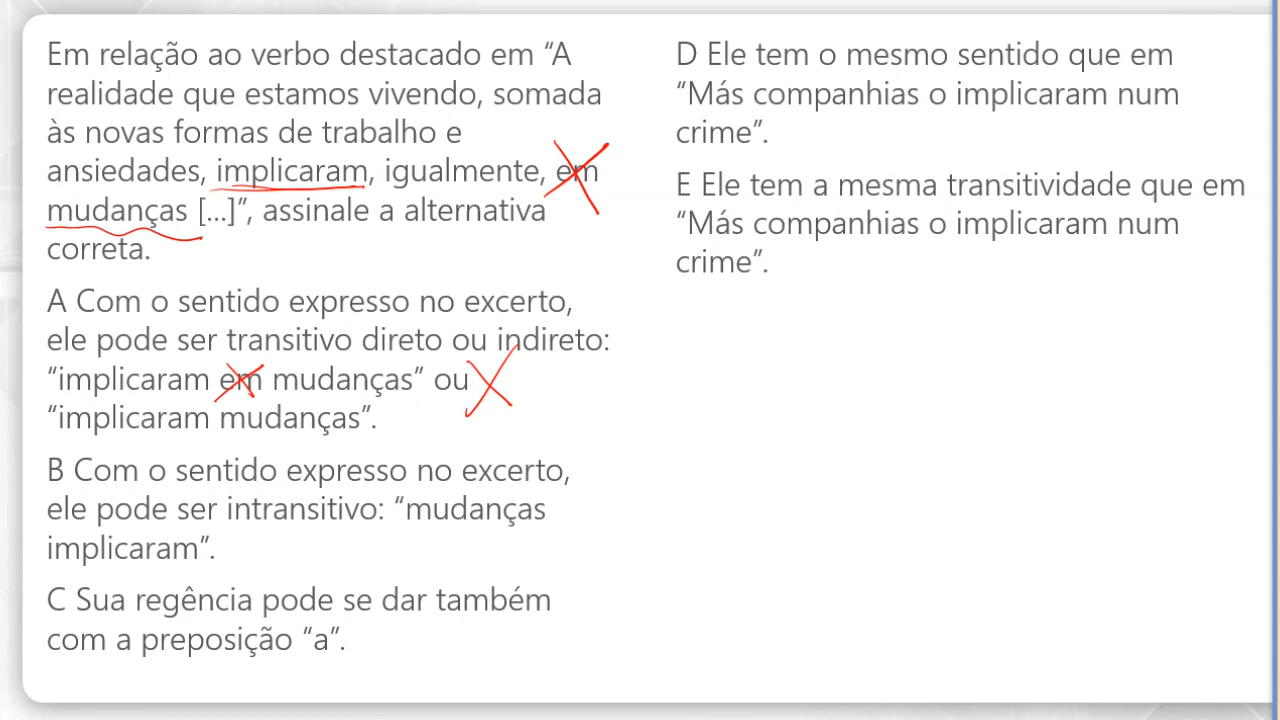 Em relação ao verbo destacado em “A
realidade que estamos vivendo, somada
às novas formas de trabalho e
ansiedades, implicaram, igualmente, em
mudanças [...]”, assinale a alternativa
correta.
A Com o sentido expresso no excerto,
ele pode ser transitivo direto ou indireto:
“implicaram em mudanças” ou
“implicaram mudanças”.
B Com o sentido expresso no excerto,
ele pode ser intransitivo: “mudanças
implicaram”.
C Sua regência pode se dar também
com a preposição “a”.
D Ele tem o mesmo sentido que em
“Más companhias o implicaram num
crime”.
E Ele tem a mesma transitividade que em
“Más companhias o implicaram num
crime”.